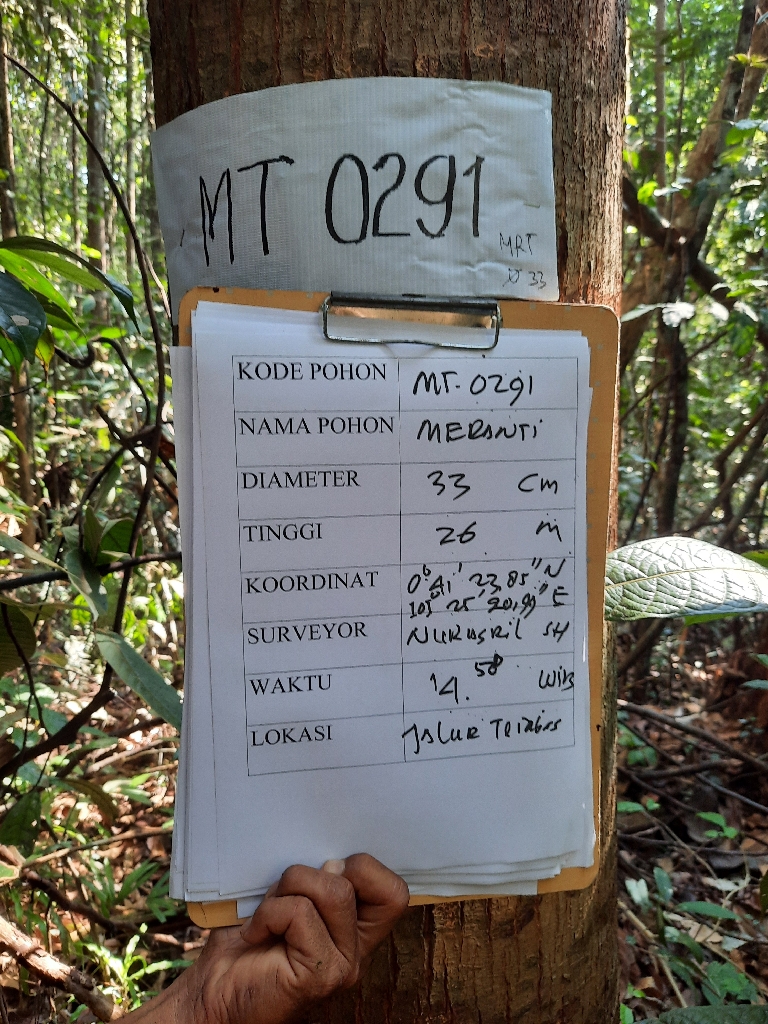 MT 0291
MRT
Ø 33
KODE POHON MT. 0291
NAMA POHON MERANTI
DIAMETER 33 Cm
TINGGI 26 m
KOORDINAT 0° 41' 23,85" N
103° 25' 20,99" E
SURVEYOR NURASRIL SH
WAKTU 14.58 WIB
LOKASI JALUR